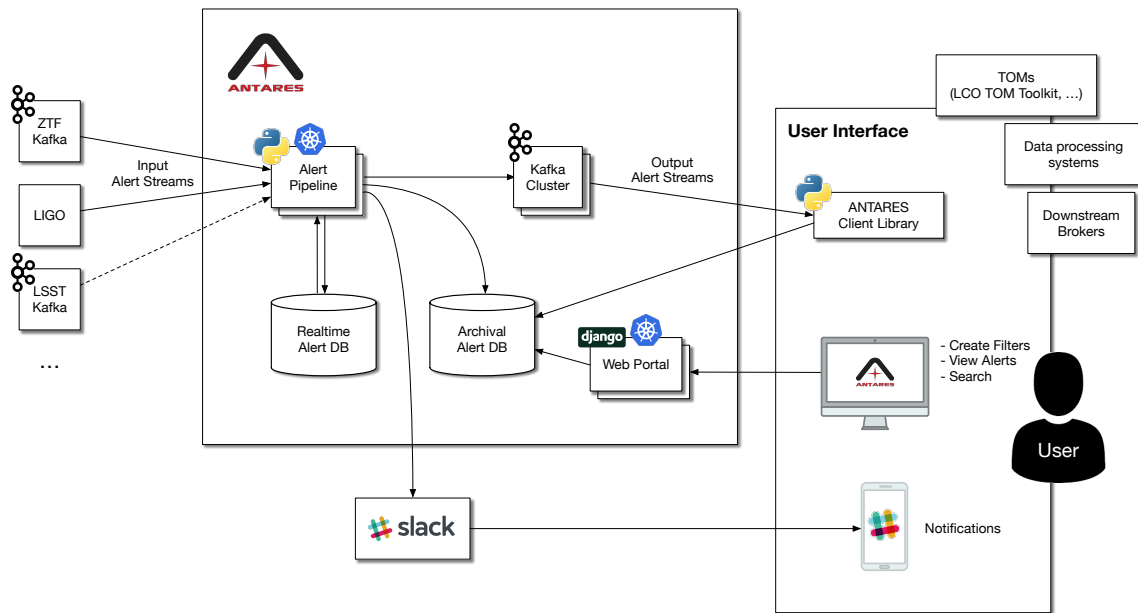 ANTARES
ZTF
Kafka
LIGO
LSST
Kafka
...
Input
Alert Streams
Alert
Pipeline
Kafka
Cluster
Output
Alert Streams
Realtime
Alert DB
Archival
Alert DB
django
Web Portal
slack
User Interface
TOMs
(LCO TOM Toolkit, ...)
Data processing
systems
Downstream
Brokers
ANTARES
Client Library
ANTARES
- Create Filters
- View Alerts
- Search
User
Notifications